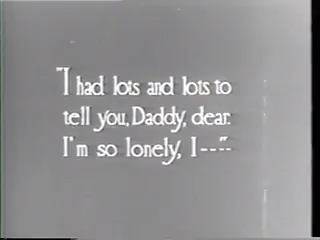 "I had lots and lots to
tell you, Daddy, dear.
I'm so lonely, I---"